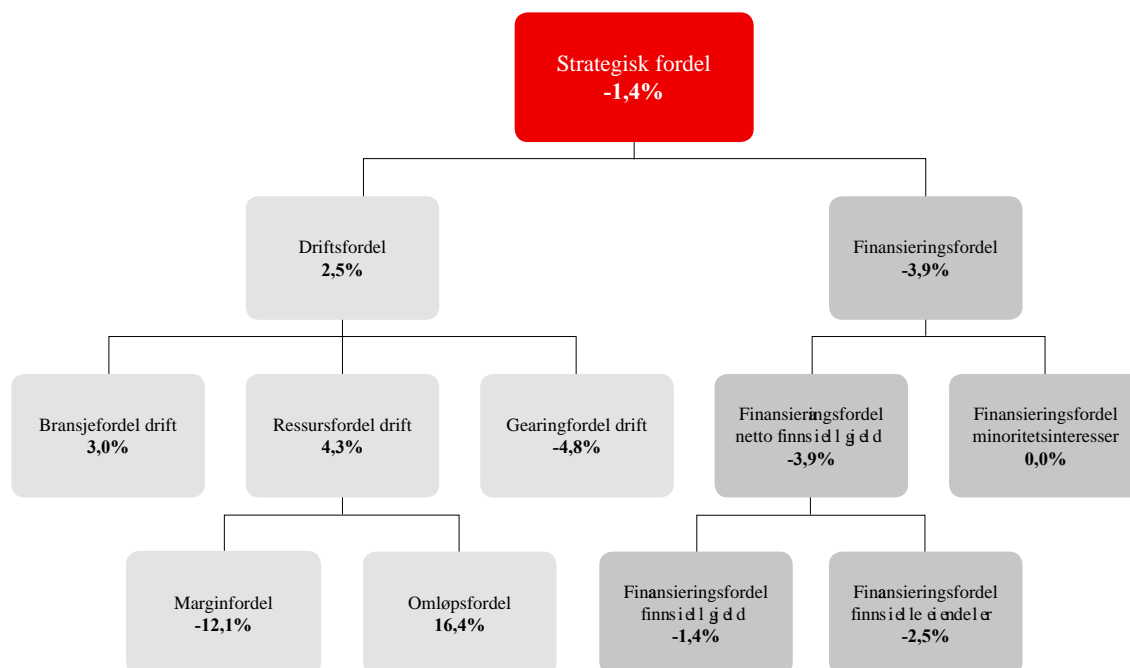 Strategisk fordel
-1,4%
Driftsfordel
2,5%
Finansieringsfordel
-3,9%
Bransjefordel drift
3,0%
Ressursfordel drift
4,3%
Gearingfordel drift
-4,8%
Finansieringsfordel
netto finnsiell gjeld
-3,9%
Finansieringsfordel
minoritetsinteresser
0,0%
Marginfordel
-12,1%
Omløpsfordel
16,4%
Finansieringsfordel
finnsiell gjeld
-1,4%
Finansieringsfordel
finnsielle eiendeler
-2,5%